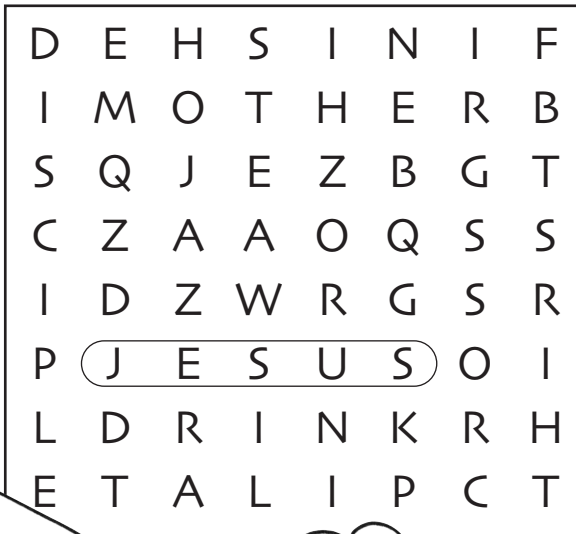 D E H S I N I F
I M O T H E R B
S Q J E Z B G T
C Z A A O Q S S
I D Z W R G S R
P J E S U S O I
L D R I N K R H
E T A L I P C T